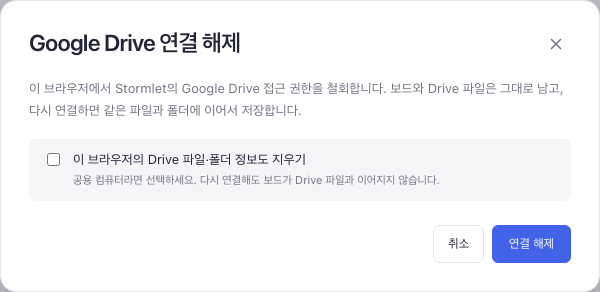 Google Drive 연결 해제
이 브라우저에서 Stormlet의 Google Drive 접근 권한을 철회합니다. 보드와 Drive 파일은 그대로 남고,
다시 연결하면 같은 파일과 폴더에 이어서 저장합니다.
이 브라우저의 Drive 파일·폴더 정보도 지우기
공용 컴퓨터라면 선택하세요. 다시 연결해도 보드가 Drive 파일과 이어지지 않습니다.
취소
연결 해제